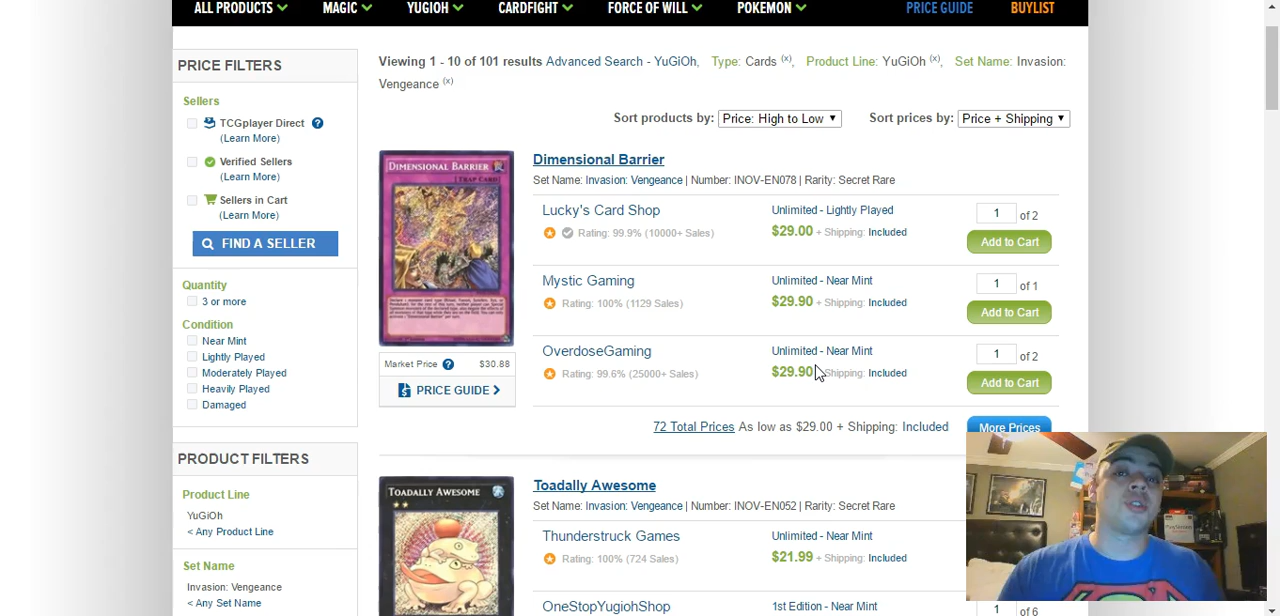 ALL PRODUCTS MAGIC YUGIOH CARDFIGHT FORCE OF WILL POKEMON PRICE GUIDE BUYLIST
PRICE FILTERS
Sellers
TCGplayer Direct ?
(Learn More)
Verified Sellers
(Learn More)
Sellers in Cart
(Learn More)
FIND A SELLER
Quantity
3 or more
Condition
Near Mint
Lightly Played
Moderately Played
Heavily Played
Damaged
PRODUCT FILTERS
Product Line
YuGiOh
< Any Product Line
Set Name
Invasion: Vengeance
< Any Set Name
Viewing 1 - 10 of 101 results Advanced Search - YuGiOh, Type: Cards (x), Product Line: YuGiOh (x), Set Name: Invasion:
Vengeance (x)
Sort products by: Price: High to Low Sort prices by: Price + Shipping
DIMENSIONAL BARRIER
[TRAP CARD]
Market Price ? $30.88
PRICE GUIDE
Dimensional Barrier
Set Name: Invasion: Vengeance | Number: INOV-EN078 | Rarity: Secret Rare
Lucky's Card Shop Unlimited - Lightly Played 1 of 2
Rating: 99.9% (10000+ Sales) $29.00 + Shipping: Included Add to Cart
Mystic Gaming Unlimited - Near Mint 1 of 1
Rating: 100% (1129 Sales) $29.90 + Shipping: Included Add to Cart
OverdoseGaming Unlimited - Near Mint 1 of 2
Rating: 99.6% (25000+ Sales) $29.90 Shipping: Included Add to Cart
72 Total Prices As low as $29.00 + Shipping: Included More Prices
TOADALLY AWESOME
Toadally Awesome
Set Name: Invasion: Vengeance | Number: INOV-EN052 | Rarity: Secret Rare
Thunderstruck Games Unlimited - Near Mint
Rating: 100% (724 Sales) $21.99 + Shipping: Included
OneStopYugiohShop 1st Edition - Near Mint 1 of 6